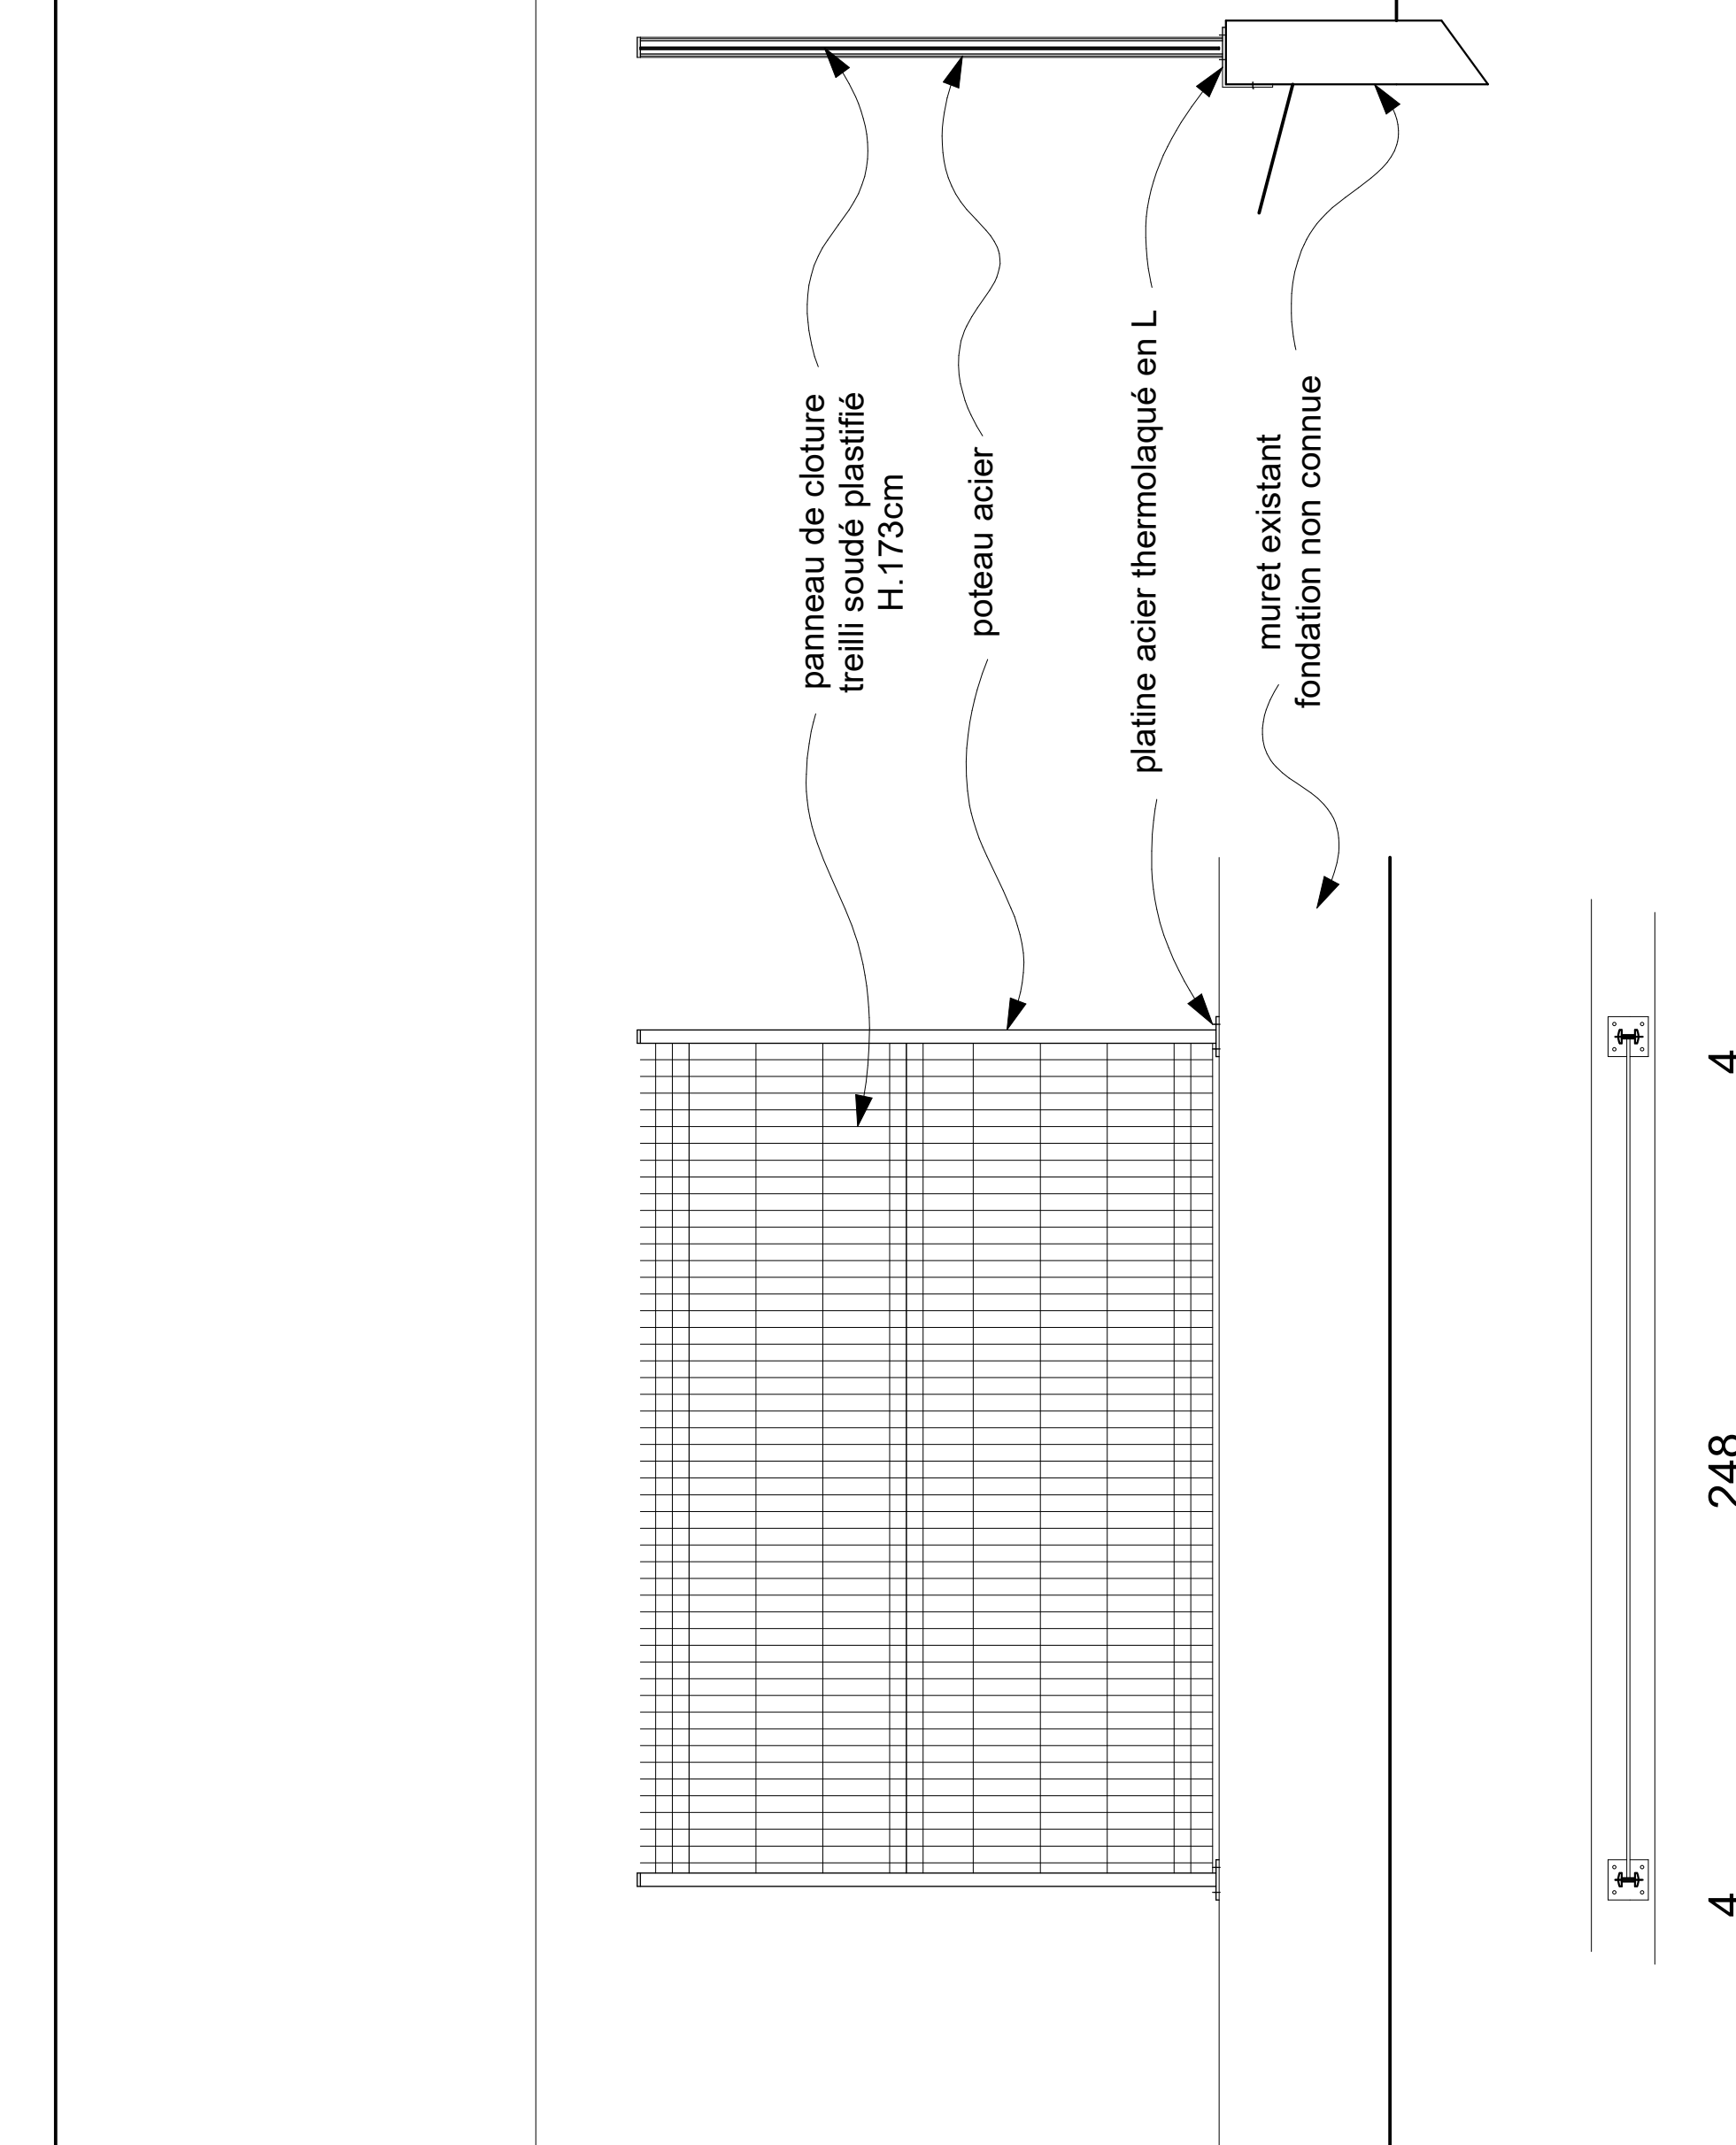 panneau de cloture
treilli soudé plastifié
H.173cm
poteau acier
platine acier thermolaqué en L
muret existant
fondation non connue
4
248
4